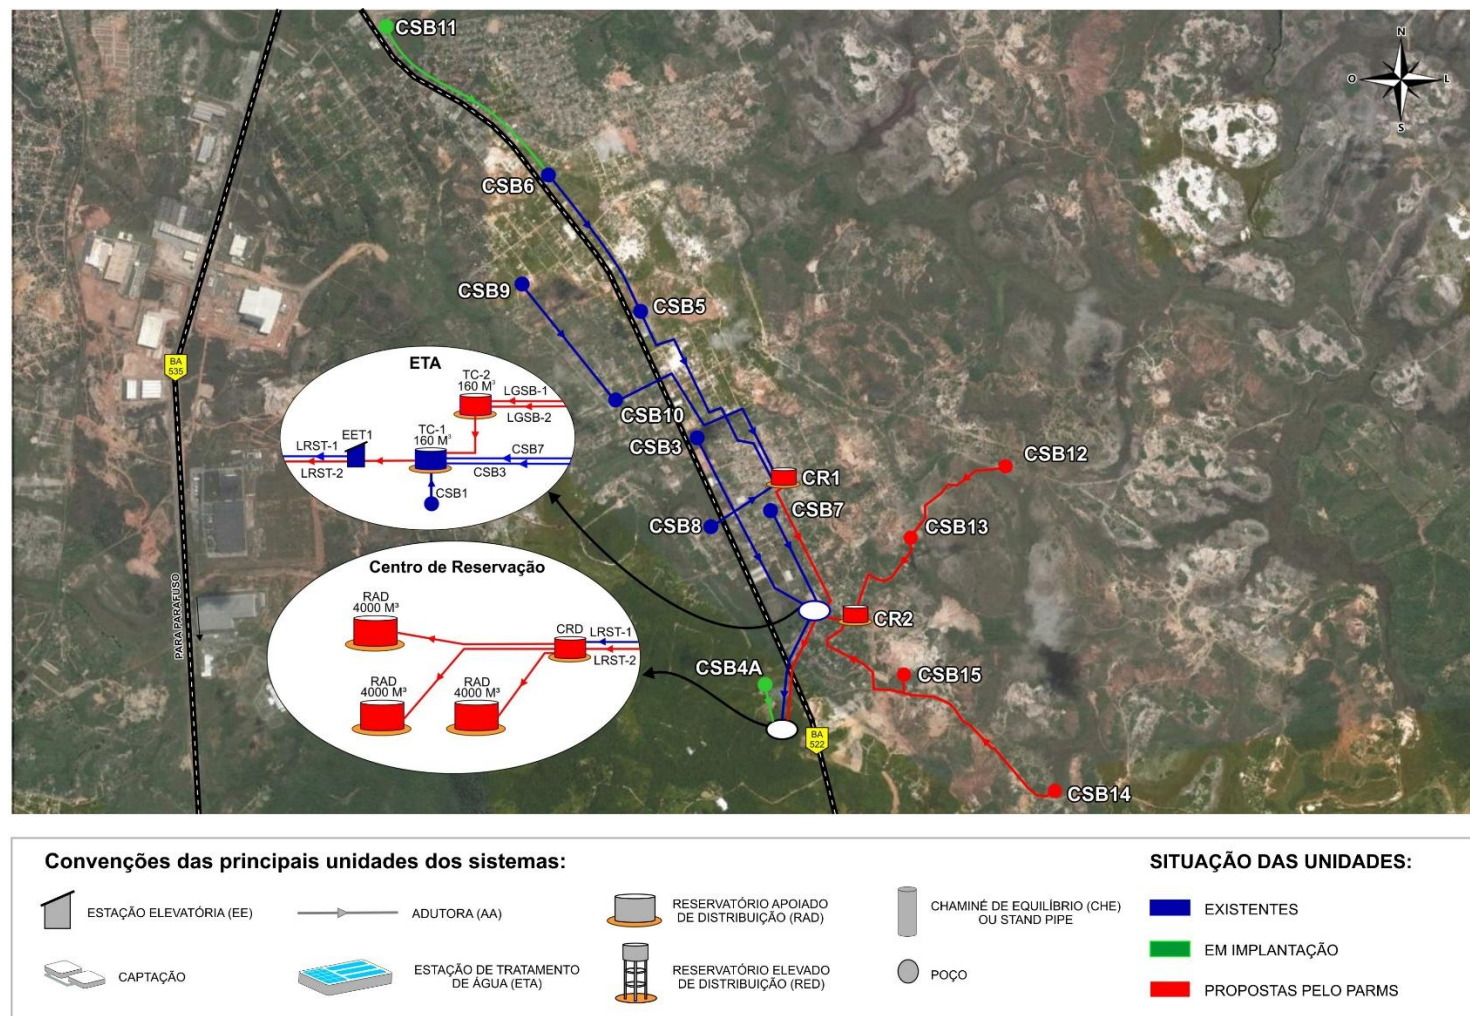 CSB11
N
O
L
S
CSB6
CSB9
CSB5
BA
535
ETA
TC-2
160 M³
LGSB-1
LGSB-2
TC-1
160 M³
EET1
LRST-1
LRST-2
CSB7
CSB3
CSB1
CSB10
CSB3
CSB12
CR1
CSB7
CSB8
CSB13
PARA PARAFUSO
Centro de Reservação
RAD
4000 M³
CRD
LRST-1
LRST-2
RAD
4000 M³
RAD
4000 M³
CR2
CSB4A
CSB15
BA
522
CSB14
Convenções das principais unidades dos sistemas:
ESTAÇÃO ELEVATÓRIA (EE)
ADUTORA (AA)
RESERVATÓRIO APOIADO
DE DISTRIBUIÇÃO (RAD)
CHAMINÉ DE EQUILÍBRIO (CHE)
OU STAND PIPE
CAPTAÇÃO
ESTAÇÃO DE TRATAMENTO
DE ÁGUA (ETA)
RESERVATÓRIO ELEVADO
DE DISTRIBUIÇÃO (RED)
POÇO
SITUAÇÃO DAS UNIDADES:
EXISTENTES
EM IMPLANTAÇÃO
PROPOSTAS PELO PARMS